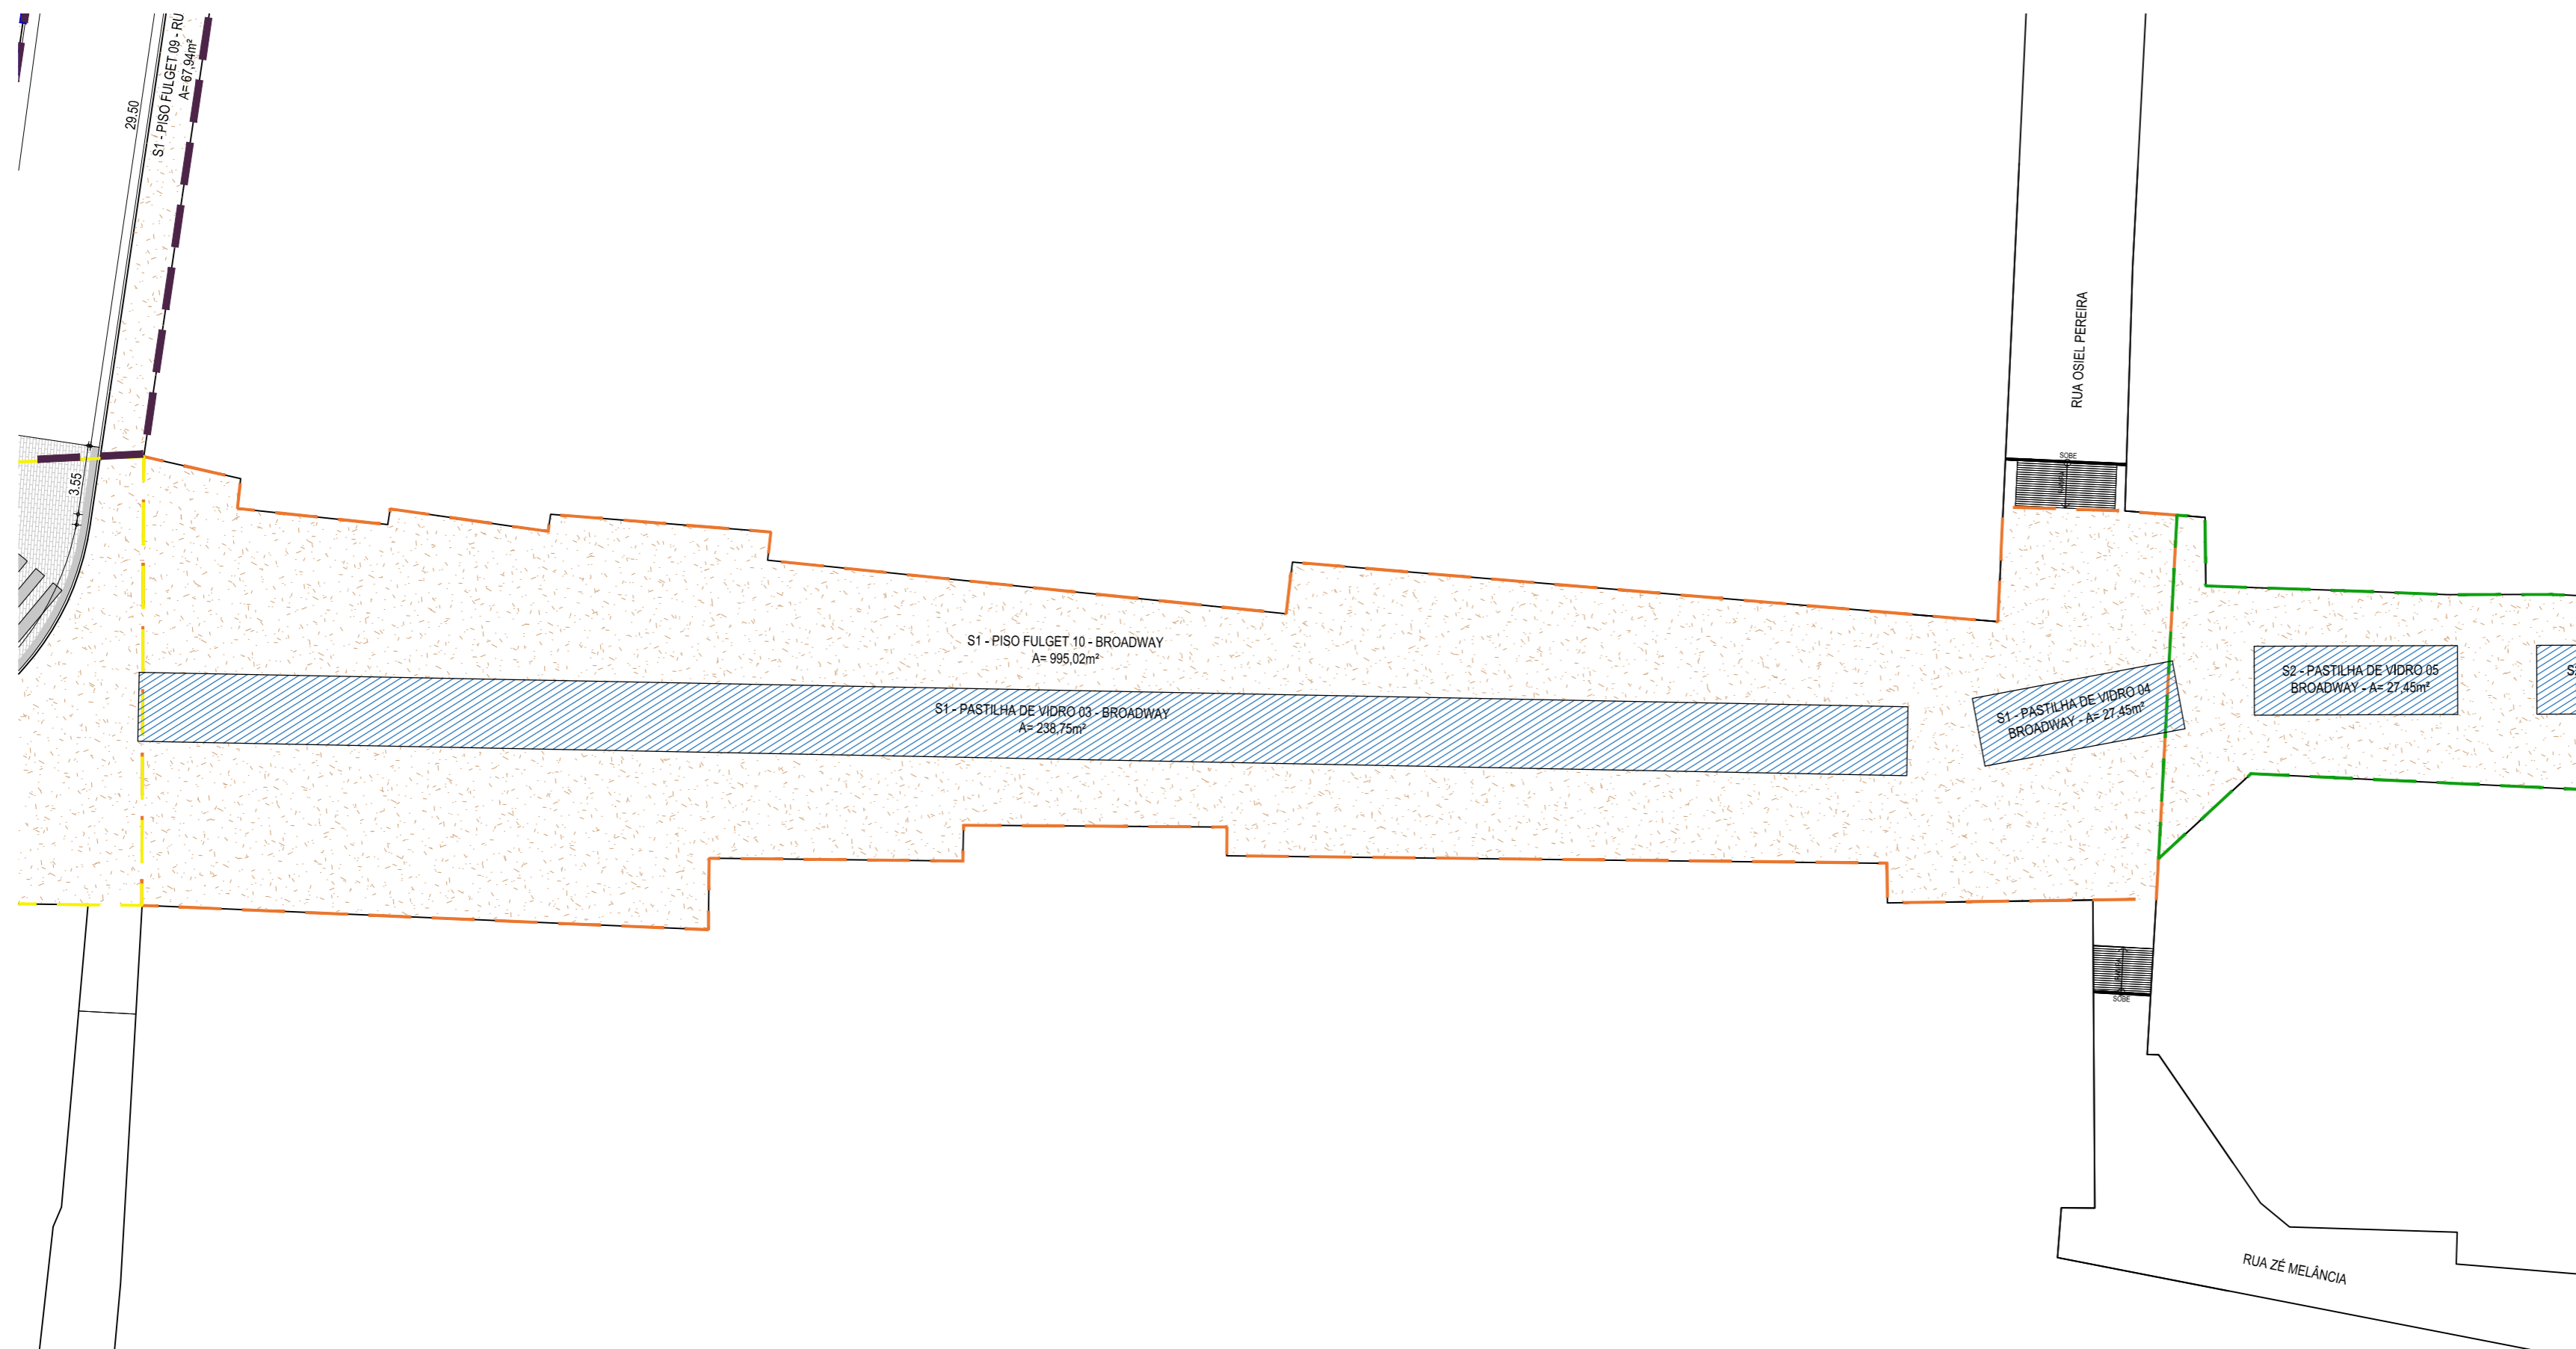 S1 - PISO FULGET 09 - RU
A= 67,94m²
29.50
3.55
RUA OSIEL PEREIRA
SOBE
S1 - PISO FULGET 10 - BROADWAY
A= 995,02m²
S1 - PASTILHA DE VIDRO 03 - BROADWAY
A= 238,75m²
S1 - PASTILHA DE VIDRO 04
BROADWAY - A= 27,45m²
S2 - PASTILHA DE VIDRO 05
BROADWAY - A= 27,45m²
SOBE
RUA ZÉ MELÂNCIA